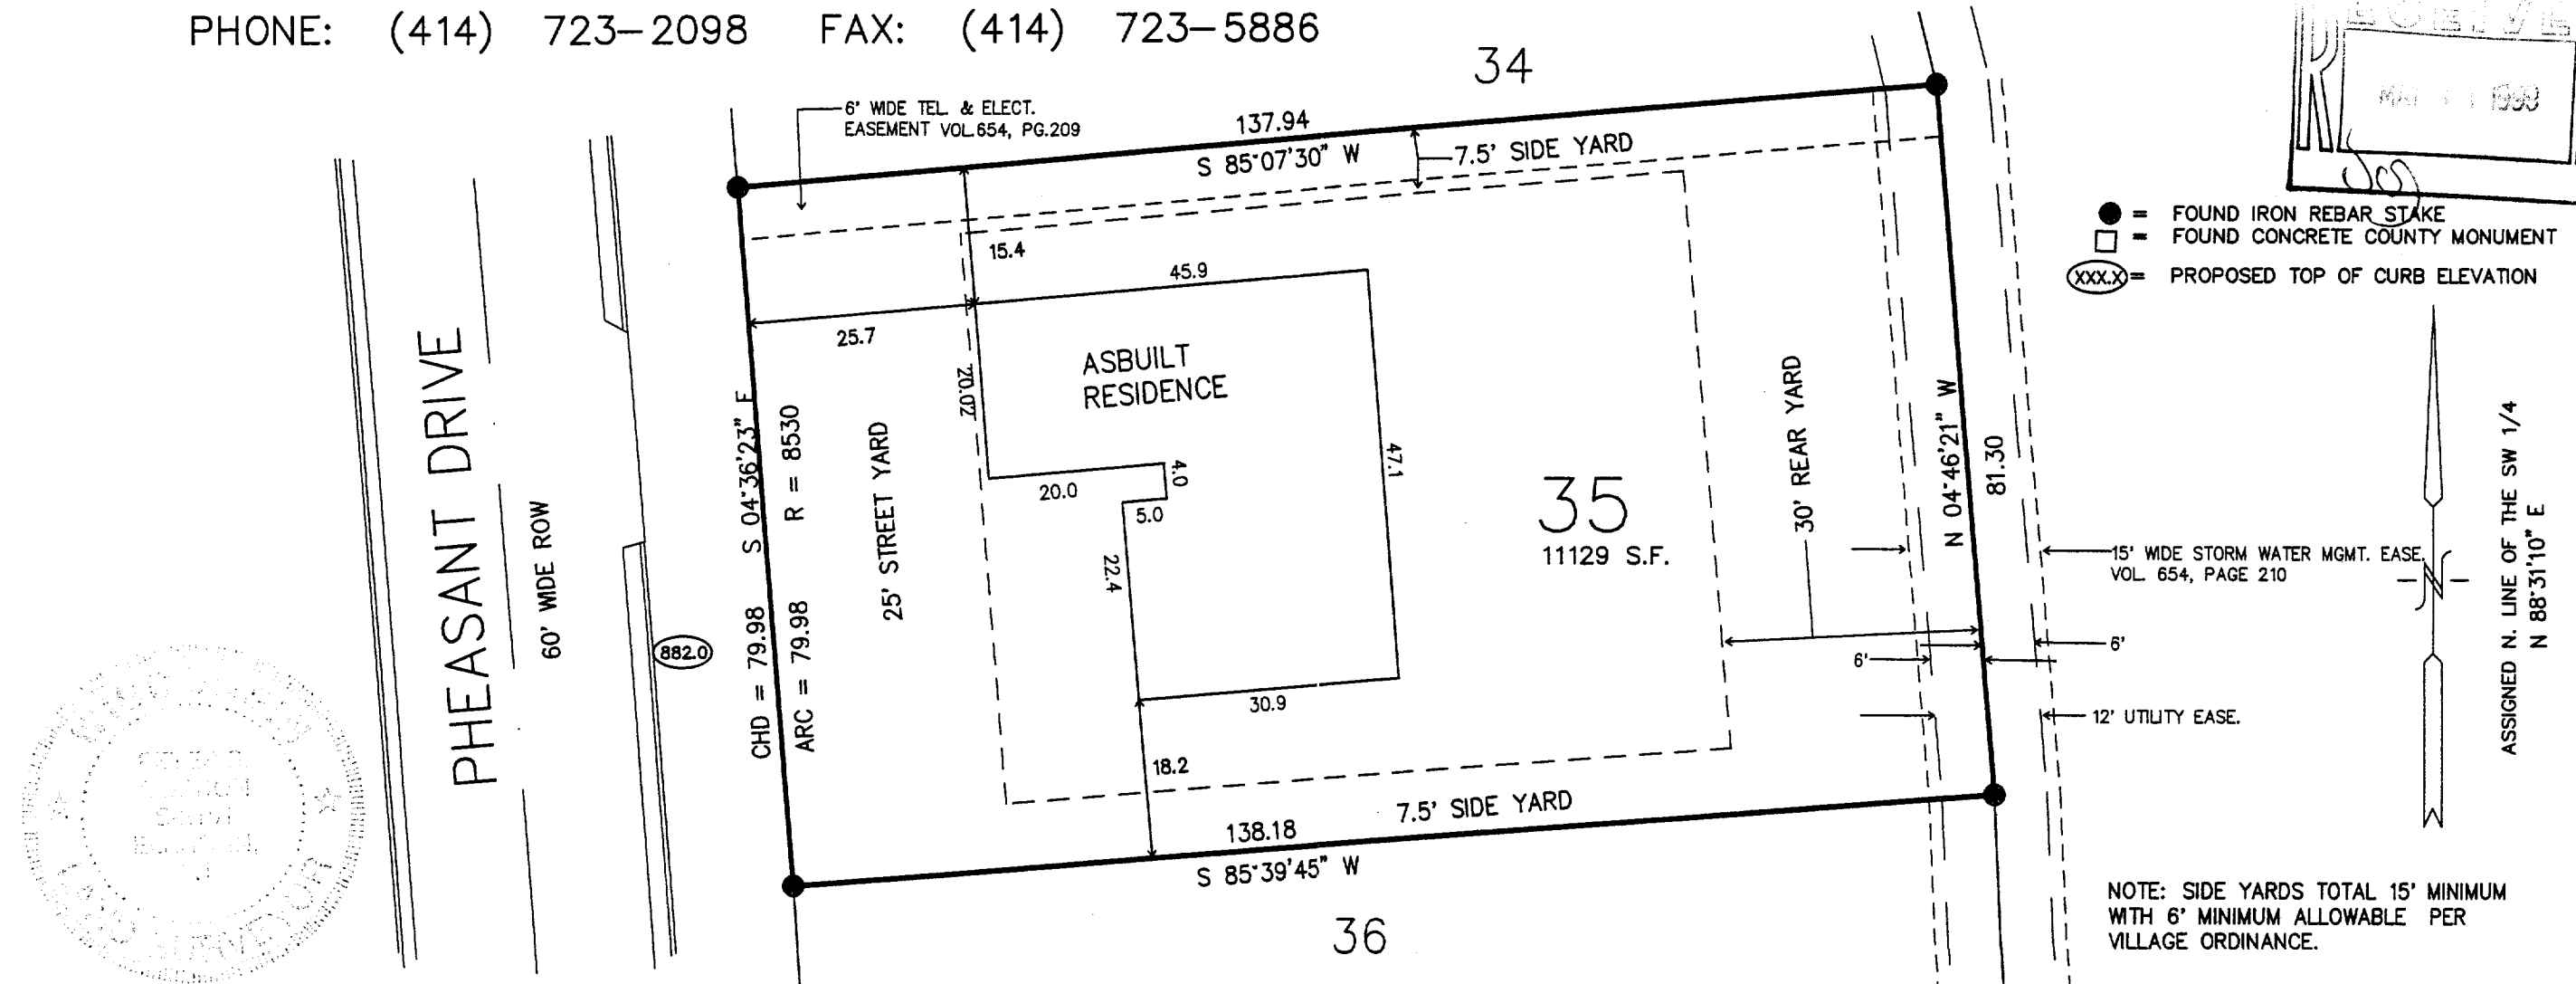 PHONE: (414) 723-2098 FAX: (414) 723-5886
34
6' WIDE TEL. & ELECT.
EASEMENT VOL.654, PG.209
137.94
S 85°07'30" W
7.5' SIDE YARD
● = FOUND IRON REBAR STAKE
□ = FOUND CONCRETE COUNTY MONUMENT
XXX.X = PROPOSED TOP OF CURB ELEVATION
15.4
45.9
25.7
ASBUILT
RESIDENCE
20.02
20.0
4.0
5.0
22.4
47.1
30.9
18.2
PHEASANT DRIVE
60' WIDE ROW
882.0
CHD = 79.98 S 04°36'23" E
ARC = 79.98 R = 8530
25' STREET YARD
35
11129 S.F.
30' REAR YARD
N 04°46'21" W
81.30
15' WIDE STORM WATER MGMT. EASE.
VOL. 654, PAGE 210
6'
6'
12' UTILITY EASE.
N
ASSIGNED N. LINE OF THE SW 1/4
N 88°31'10" E
7.5' SIDE YARD
138.18
S 85°39'45" W
36
NOTE: SIDE YARDS TOTAL 15' MINIMUM
WITH 6' MINIMUM ALLOWABLE PER
VILLAGE ORDINANCE.
LAND SURVEYOR